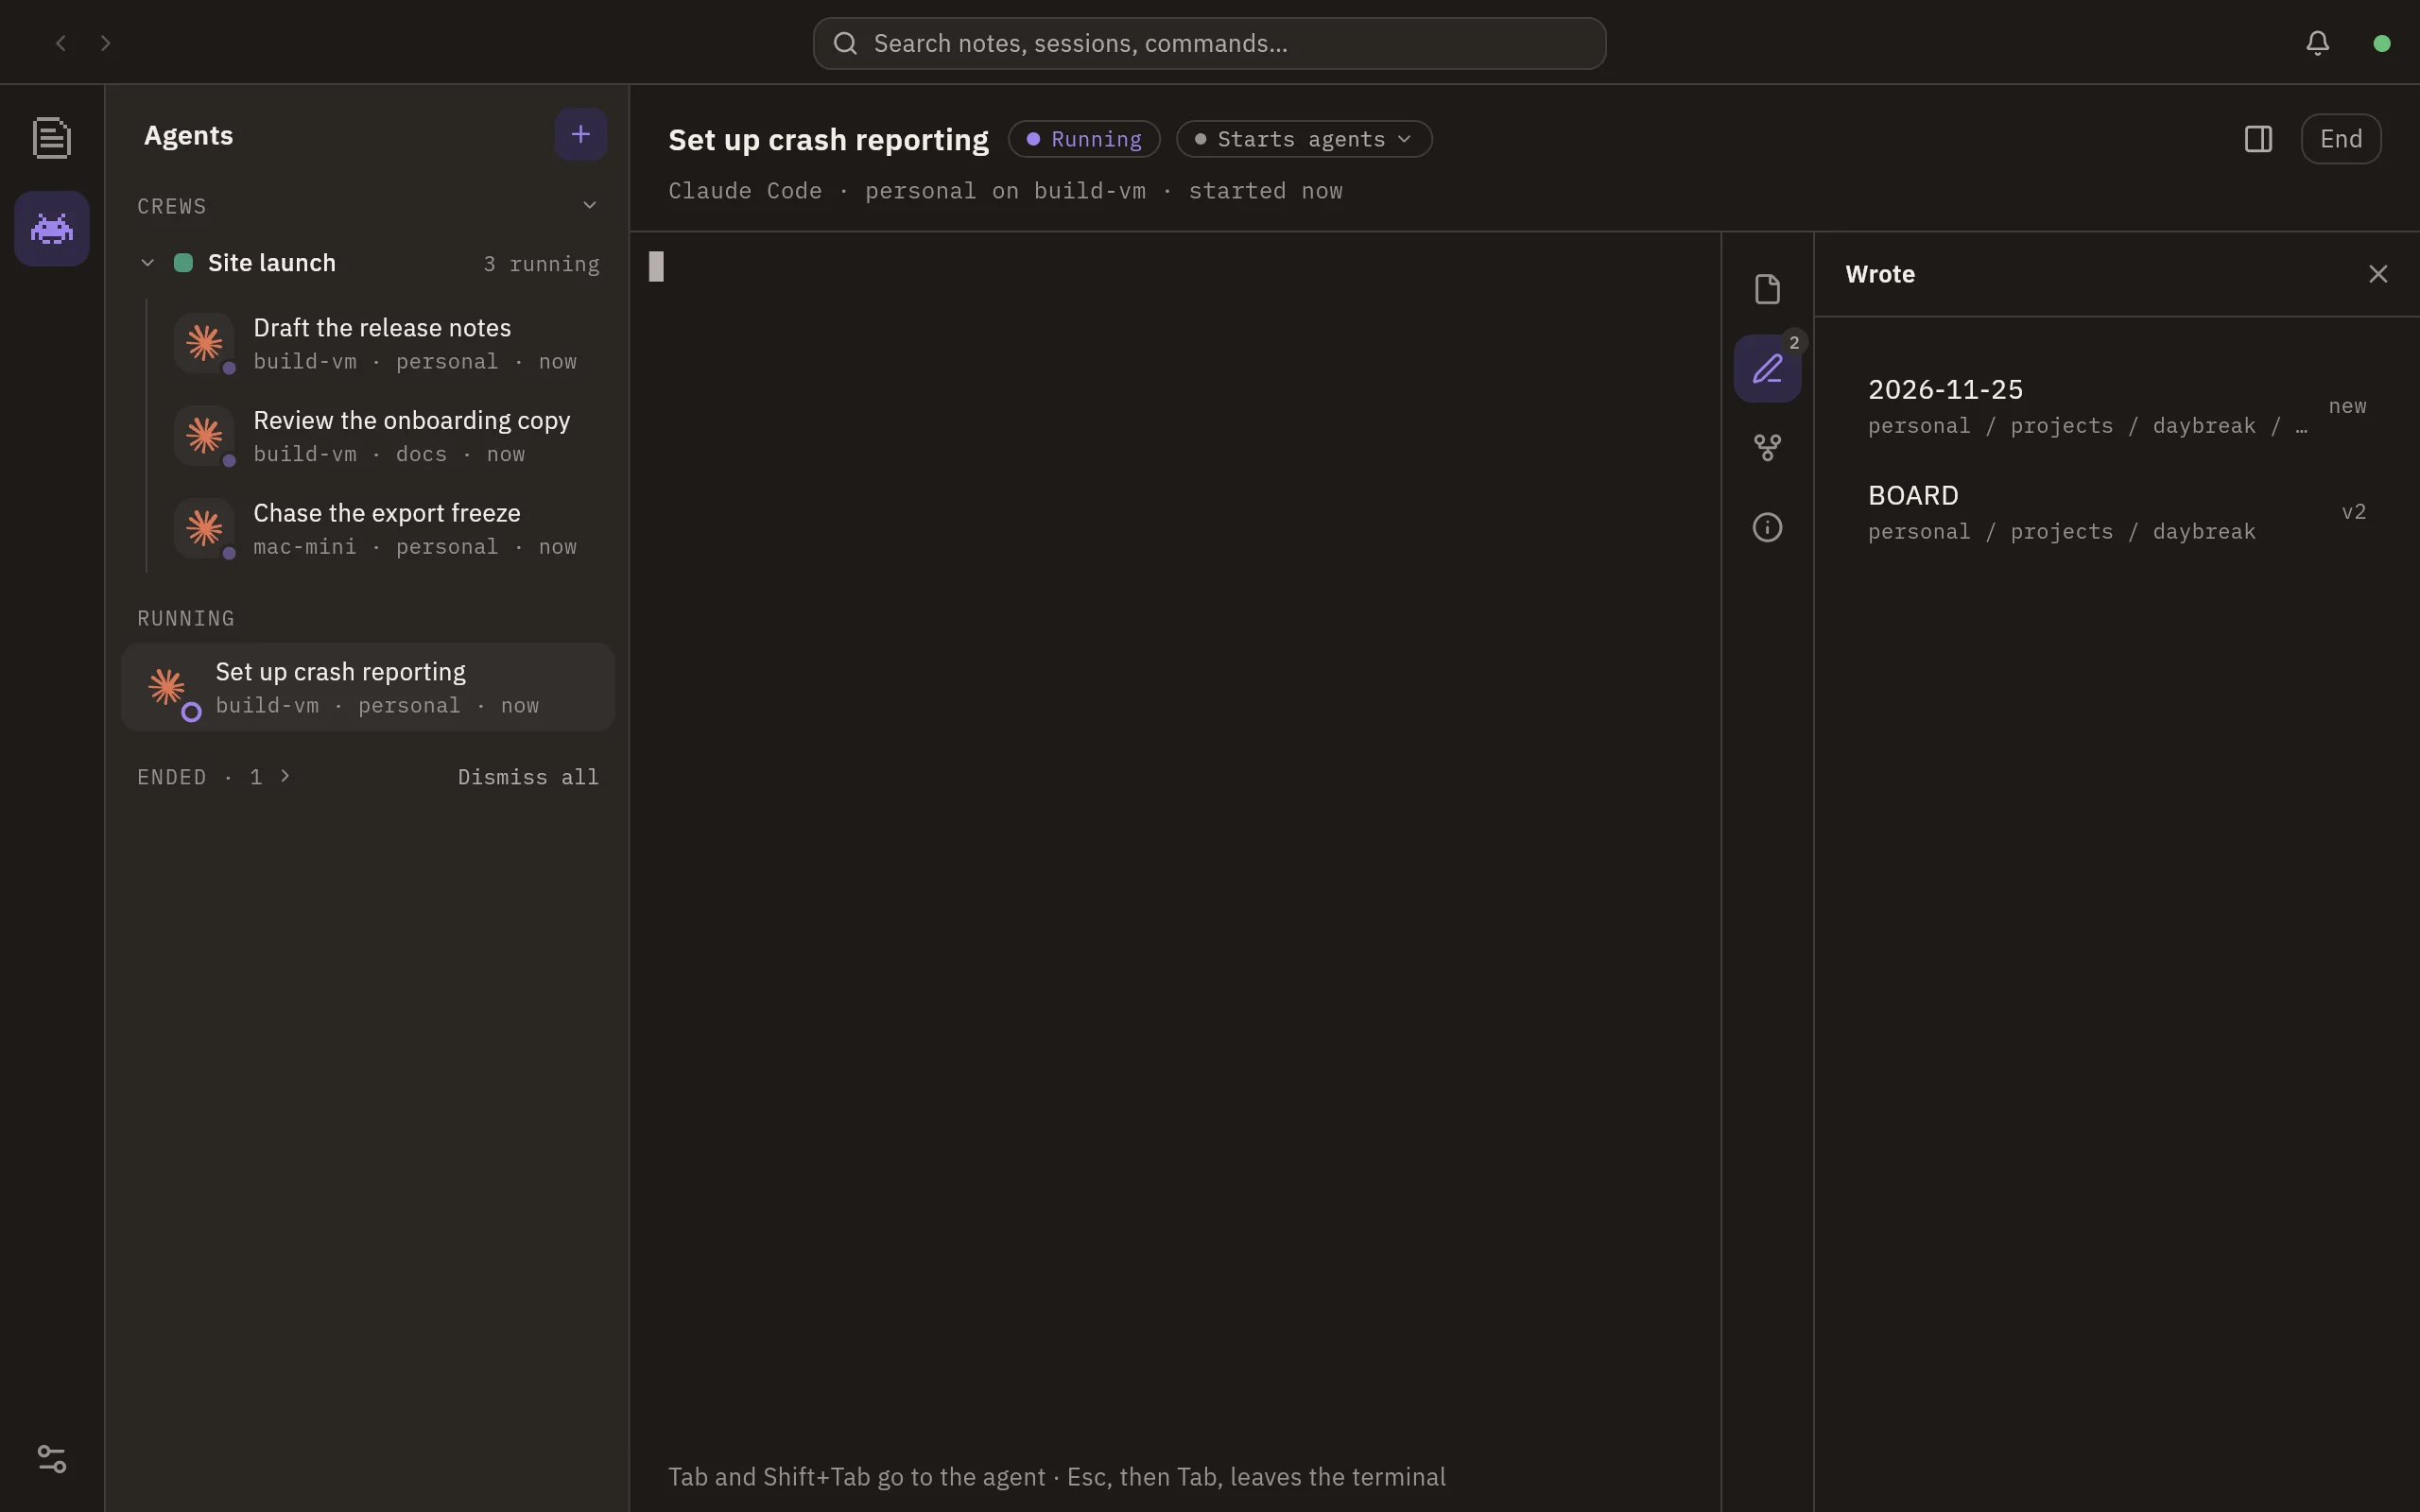 Search notes, sessions, commands...
Agents
CREWS
Site launch
3 running
Draft the release notes
build-vm · personal · now
Review the onboarding copy
build-vm · docs · now
Chase the export freeze
mac-mini · personal · now
RUNNING
Set up crash reporting
build-vm · personal · now
ENDED · 1
Dismiss all
Set up crash reporting
Running
Starts agents
End
Claude Code · personal on build-vm · started now
2
Wrote
2026-11-25
new
personal / projects / daybreak / …
BOARD
v2
personal / projects / daybreak
Tab and Shift+Tab go to the agent · Esc, then Tab, leaves the terminal